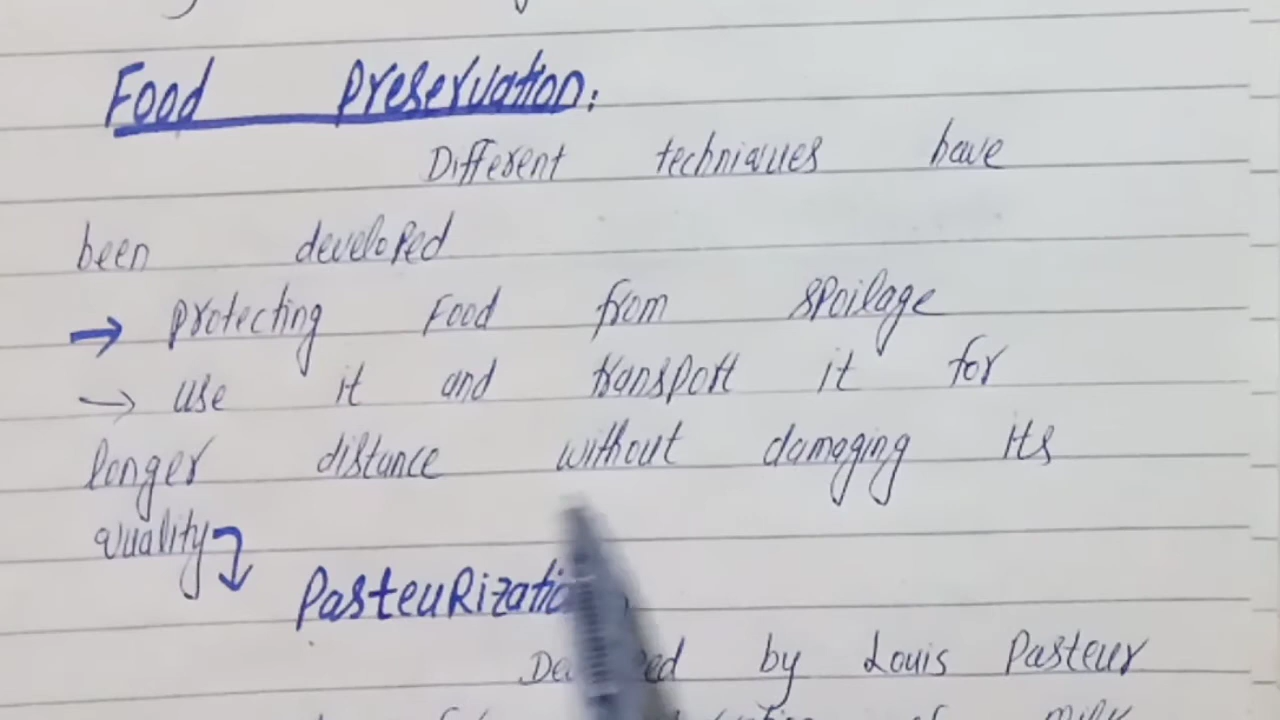 Food Preservation:
Different techniques have
been developed
→ Protecting Food from spoilage
→ use it and transport it for
longer distance without damaging its
quality
by Louis Pasteur
milk